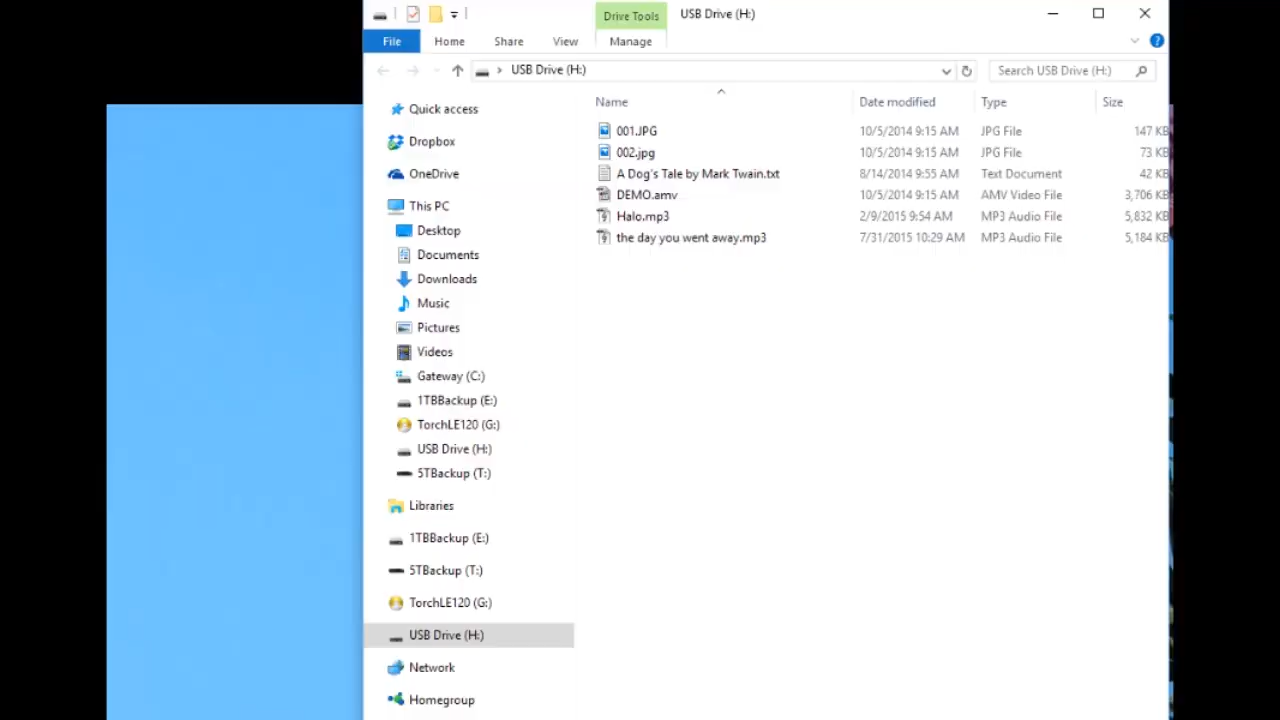 Drive Tools USB Drive (H:)
File Home Share View Manage
USB Drive (H:) Search USB Drive (H:)
Name Date modified Type Size
001.JPG 10/5/2014 9:15 AM JPG File 147 KB
002.jpg 10/5/2014 9:15 AM JPG File 73 KB
A Dog's Tale by Mark Twain.txt 8/14/2014 9:55 AM Text Document 42 KB
DEMO.amv 10/5/2014 9:15 AM AMV Video File 3,706 KB
Halo.mp3 2/9/2015 9:54 AM MP3 Audio File 5,832 KB
the day you went away.mp3 7/31/2015 10:29 AM MP3 Audio File 5,184 KB
Quick access
Dropbox
OneDrive
This PC
Desktop
Documents
Downloads
Music
Pictures
Videos
Gateway (C:)
1TBBackup (E:)
TorchLE120 (G:)
USB Drive (H:)
5TBackup (T:)
Libraries
1TBBackup (E:)
5TBackup (T:)
TorchLE120 (G:)
USB Drive (H:)
Network
Homegroup